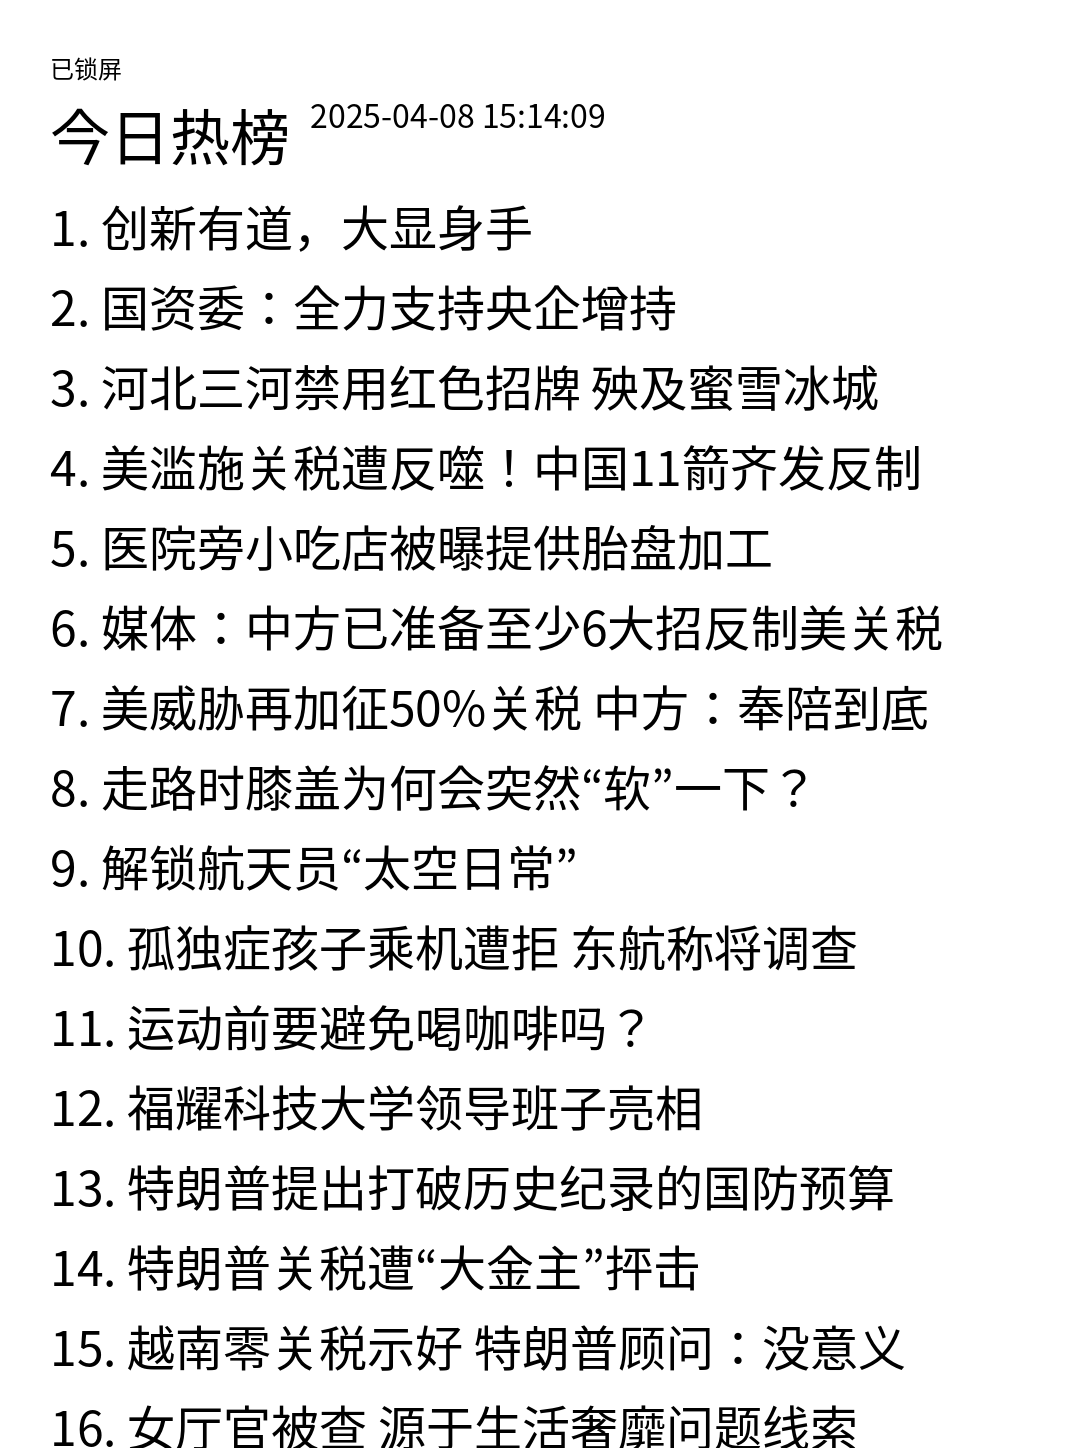 已锁屏
今日热榜 2025-04-08 15:14:09
1. 创新有道，大显身手
2. 国资委：全力支持央企增持
3. 河北三河禁用红色招牌 殃及蜜雪冰城
4. 美滥施关税遭反噬！中国11箭齐发反制
5. 医院旁小吃店被曝提供胎盘加工
6. 媒体：中方已准备至少6大招反制美关税
7. 美威胁再加征50%关税 中方：奉陪到底
8. 走路时膝盖为何会突然“软”一下？
9. 解锁航天员“太空日常”
10. 孤独症孩子乘机遭拒 东航称将调查
11. 运动前要避免喝咖啡吗？
12. 福耀科技大学领导班子亮相
13. 特朗普提出打破历史纪录的国防预算
14. 特朗普关税遭“大金主”抨击
15. 越南零关税示好 特朗普顾问：没意义
16. 女厅官被查 源于生活奢靡问题线索